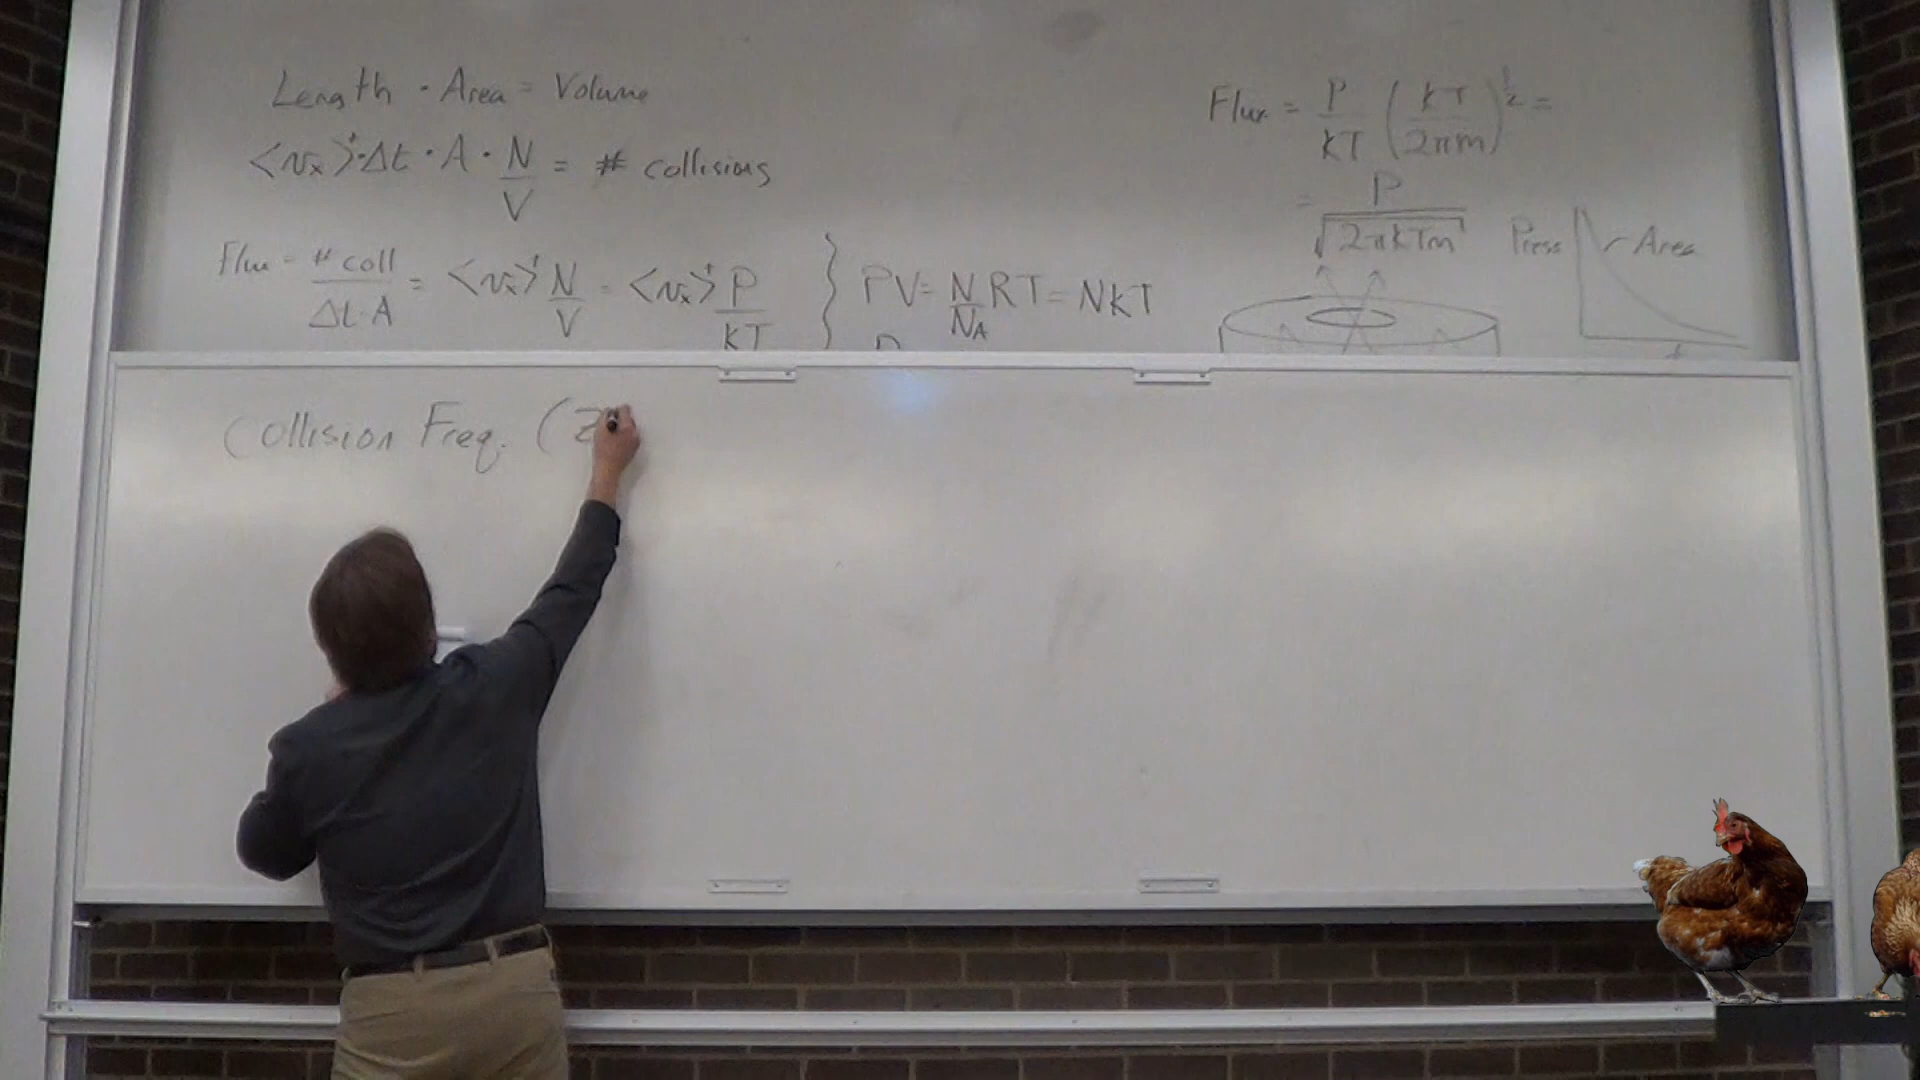 Length · Area = Volume
<vx>⁺·Δt · A · N/V = # collisions
Flux = # coll/Δt·A = <vx>⁺ N/V = <vx>⁺ P/kT } PV = N/NA RT = NkT
Flux = P/kT (kT/2πm)^1/2 =
= P/√2πkTm
Press Area
t
Collision Freq. (Z